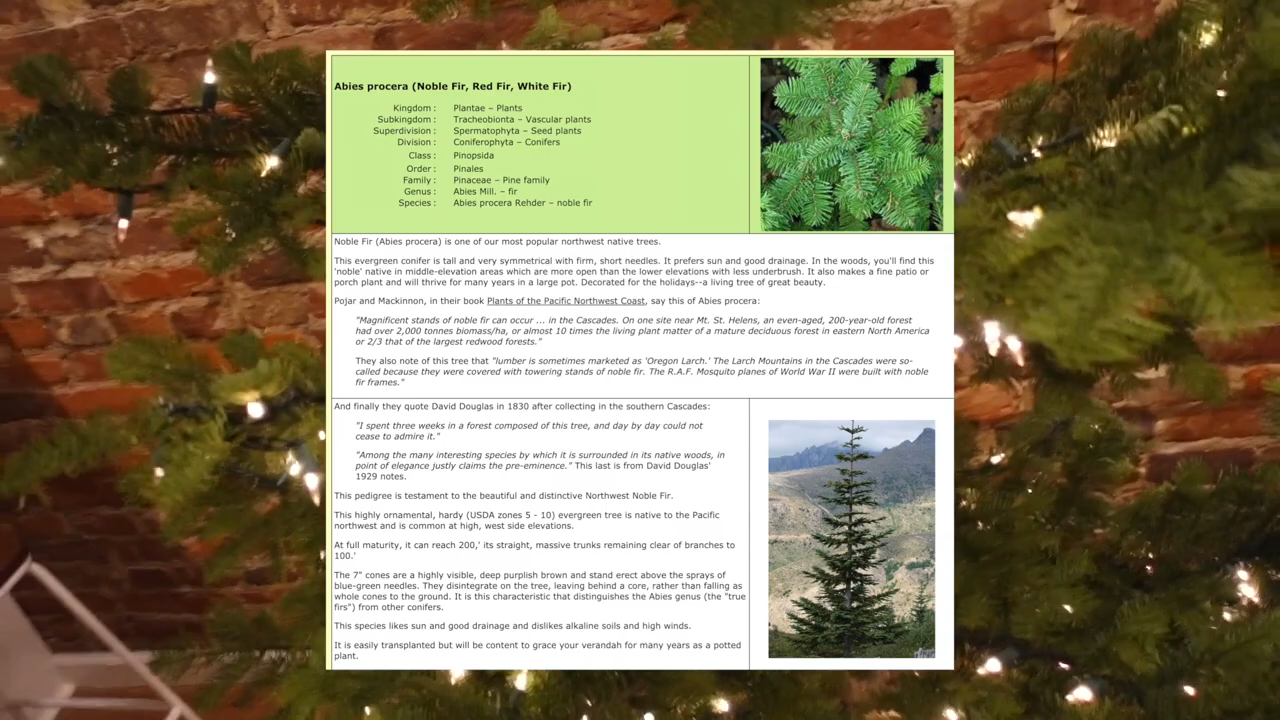 Abies procera (Noble Fir, Red Fir, White Fir)
Kingdom : Plantae – Plants
Subkingdom : Tracheobionta – Vascular plants
Superdivision : Spermatophyta – Seed plants
Division : Coniferophyta – Conifers
Class : Pinopsida
Order : Pinales
Family : Pinaceae – Pine family
Genus : Abies Mill. – fir
Species : Abies procera Rehder – noble fir
Noble Fir (Abies procera) is one of our most popular northwest native trees.
This evergreen conifer is tall and very symmetrical with firm, short needles. It prefers sun and good drainage. In the woods, you'll find this
'noble' native in middle-elevation areas which are more open than the lower elevations with less underbrush. It also makes a fine patio or
porch plant and will thrive for many years in a large pot. Decorated for the holidays--a living tree of great beauty.
Pojar and Mackinnon, in their book Plants of the Pacific Northwest Coast, say this of Abies procera:
"Magnificent stands of noble fir can occur ... in the Cascades. On one site near Mt. St. Helens, an even-aged, 200-year-old forest
had over 2,000 tonnes biomass/ha, or almost 10 times the living plant matter of a mature deciduous forest in eastern North America
or 2/3 that of the largest redwood forests."
They also note of this tree that "lumber is sometimes marketed as 'Oregon Larch.' The Larch Mountains in the Cascades were so-
called because they were covered with towering stands of noble fir. The R.A.F. Mosquito planes of World War II were built with noble
fir frames."
And finally they quote David Douglas in 1830 after collecting in the southern Cascades:
"I spent three weeks in a forest composed of this tree, and day by day could not
cease to admire it."
"Among the many interesting species by which it is surrounded in its native woods, in
point of elegance justly claims the pre-eminence." This last is from David Douglas'
1929 notes.
This pedigree is testament to the beautiful and distinctive Northwest Noble Fir.
This highly ornamental, hardy (USDA zones 5 - 10) evergreen tree is native to the Pacific
northwest and is common at high, west side elevations.
At full maturity, it can reach 200,' its straight, massive trunks remaining clear of branches to
100.'
The 7" cones are a highly visible, deep purplish brown and stand erect above the sprays of
blue-green needles. They disintegrate on the tree, leaving behind a core, rather than falling as
whole cones to the ground. It is this characteristic that distinguishes the Abies genus (the "true
firs") from other conifers.
This species likes sun and good drainage and dislikes alkaline soils and high winds.
It is easily transplanted but will be content to grace your verandah for many years as a potted
plant.